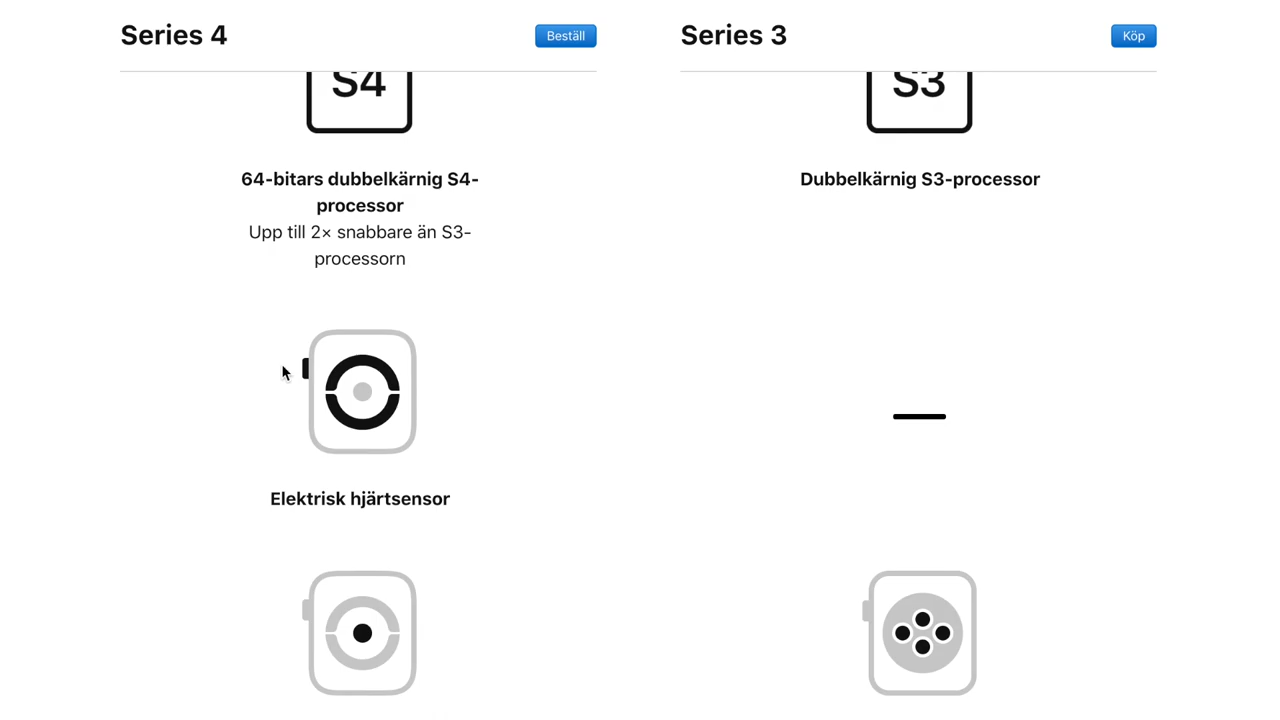 Series 4
Beställ
Series 3
Köp
S4
S3
64-bitars dubbelkärnig S4-
processor
Upp till 2× snabbare än S3-
processorn
Dubbelkärnig S3-processor
Elektrisk hjärtsensor